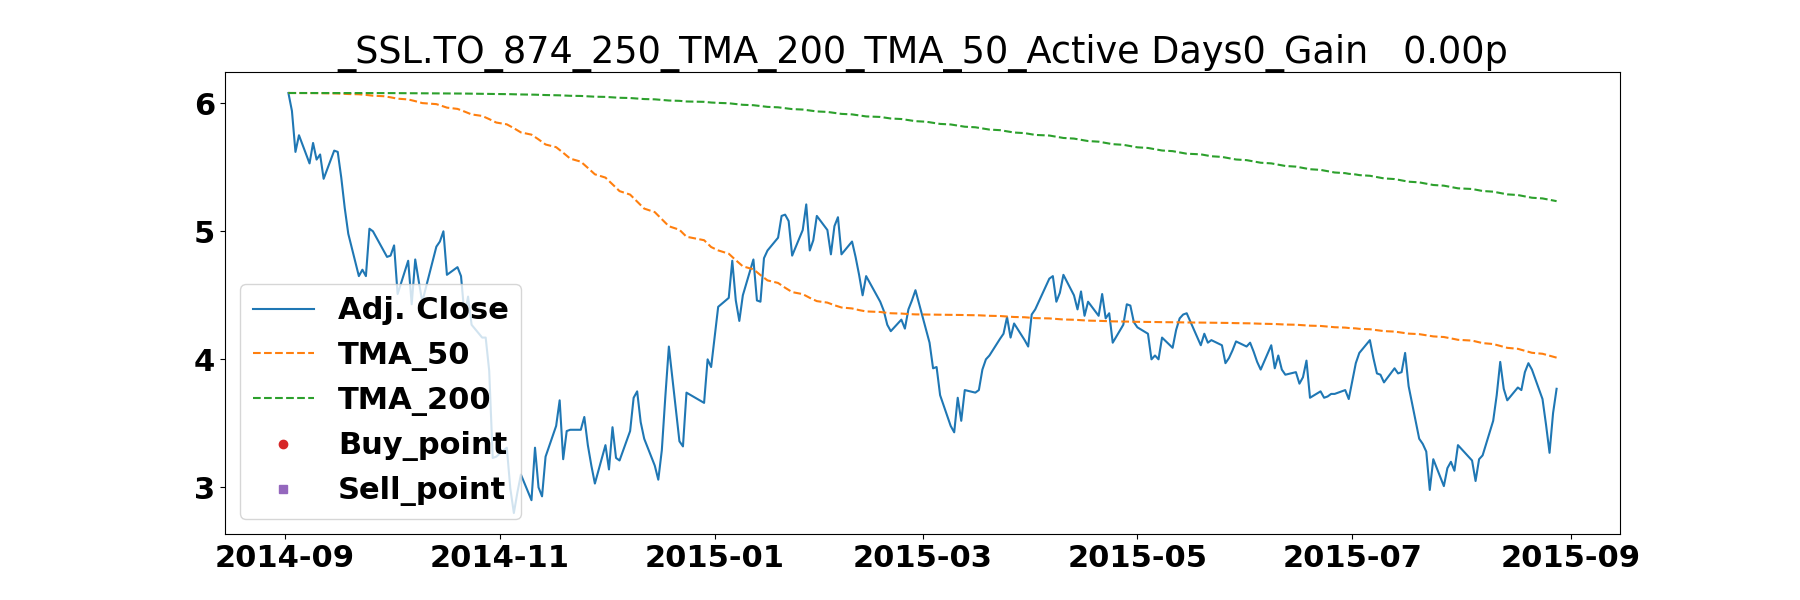 _SSL.TO_874_250_TMA_200_TMA_50_Active Days0_Gain   0.00p
6
5
4
3
Adj. Close
TMA_50
TMA_200
Buy_point
Sell_point
2014-09 2014-11 2015-01 2015-03 2015-05 2015-07 2015-09